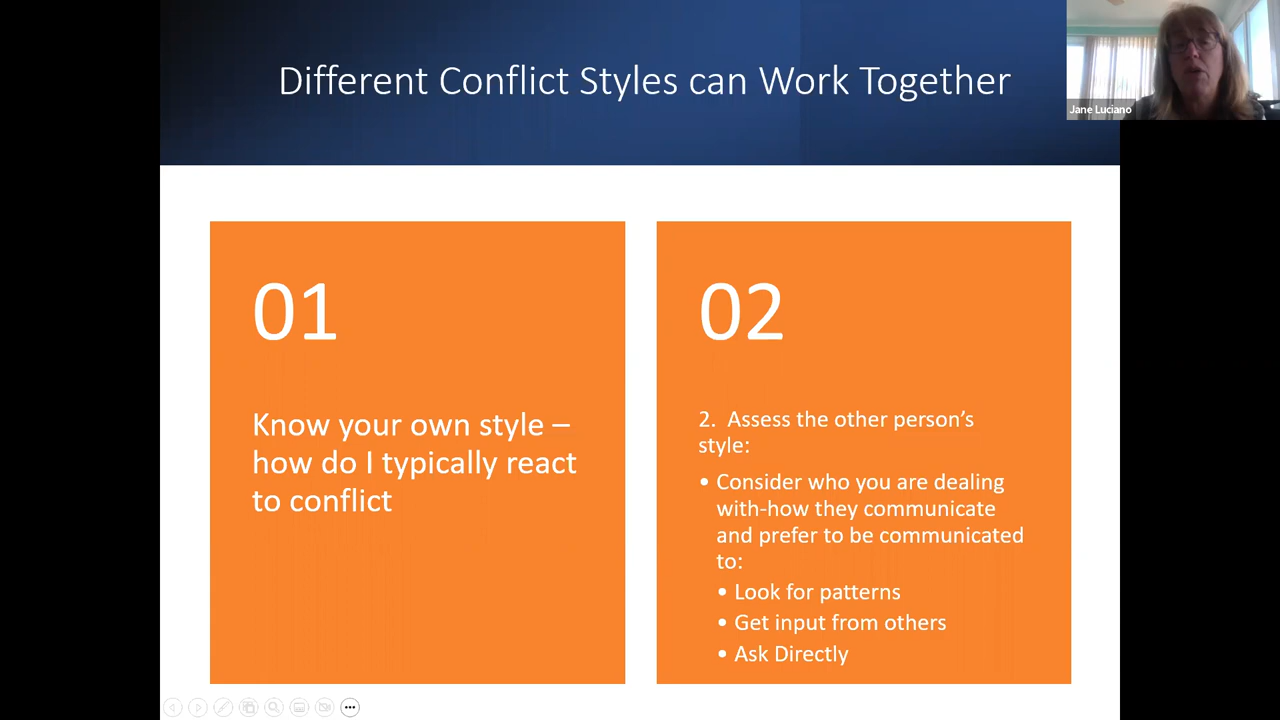 Different Conflict Styles can Work Together
Jane Luciano
01
Know your own style –
how do I typically react
to conflict
02
2. Assess the other person’s
style:
• Consider who you are dealing
with-how they communicate
and prefer to be communicated
to:
• Look for patterns
• Get input from others
• Ask Directly